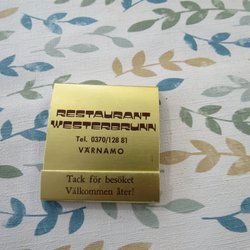 RESTAURANT
WESTERBRUNN
Tel. 0370/128 81
VÄRNAMO
Tack för besöket
Välkommen åter!